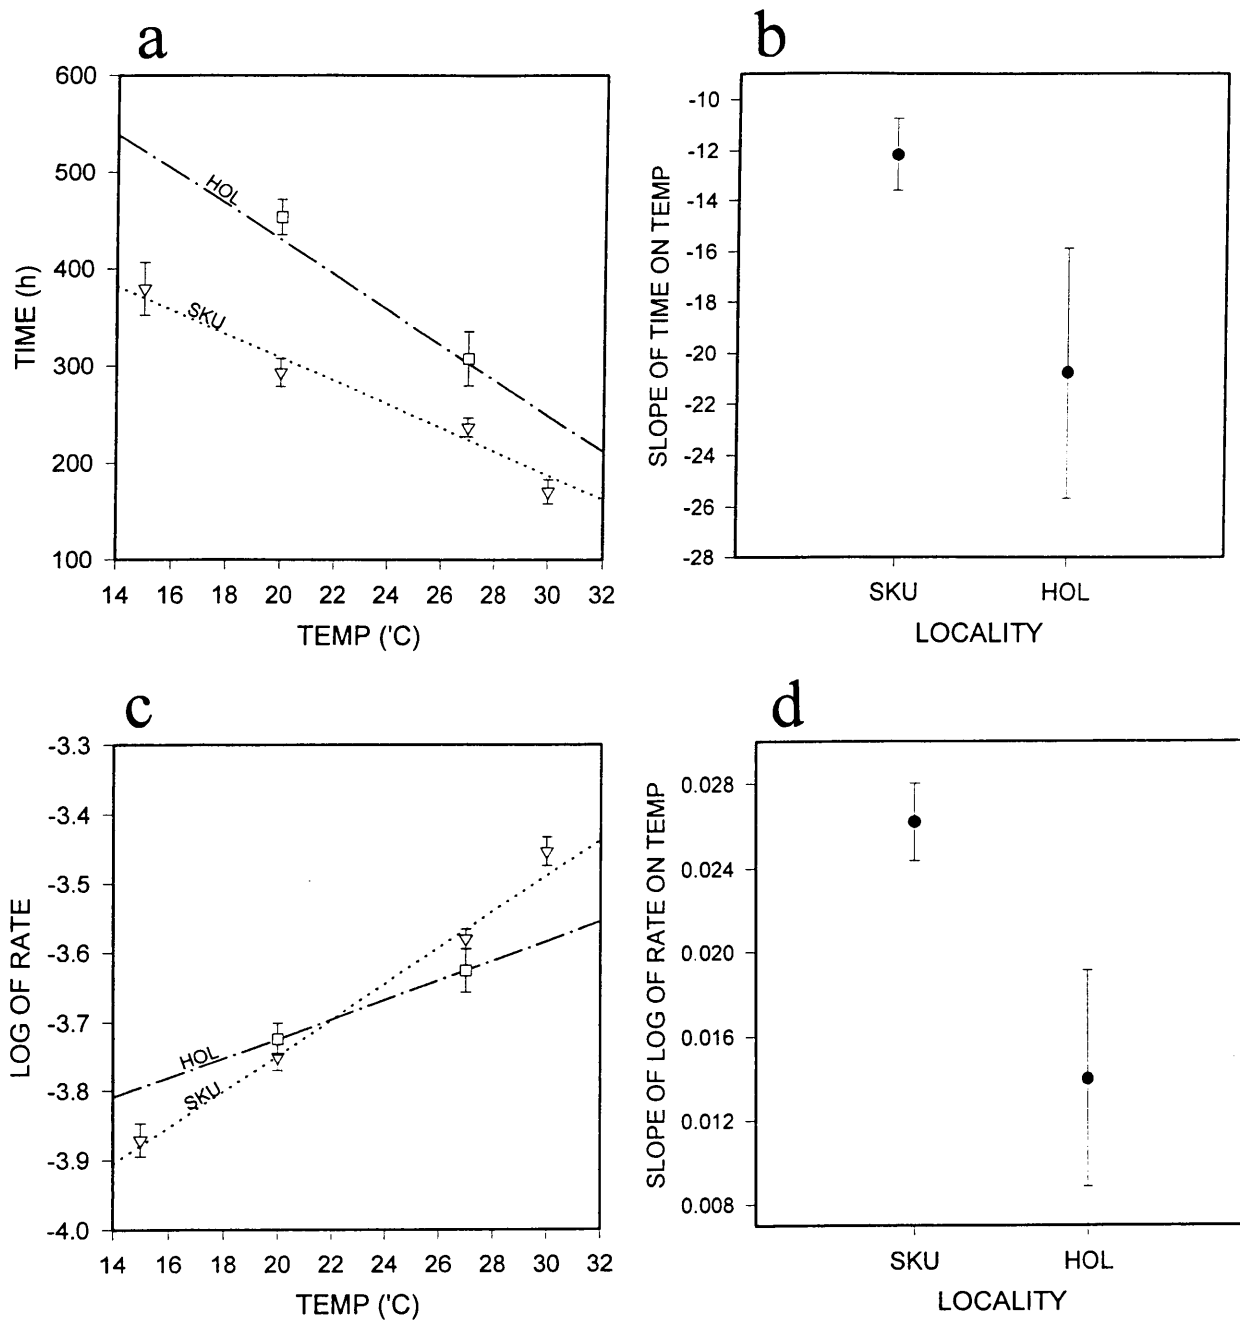 a
600
500
400
300
200
100
TIME (h)
HOL
SKU
14 16 18 20 22 24 26 28 30 32
TEMP ('C)
b
-10
-12
-14
-16
-18
-20
-22
-24
-26
-28
SLOPE OF TIME ON TEMP
SKU HOL
LOCALITY
c
-3.3
-3.4
-3.5
-3.6
-3.7
-3.8
-3.9
-4.0
LOG OF RATE
HOL
SKU
14 16 18 20 22 24 26 28 30 32
TEMP ('C)
d
0.028
0.024
0.020
0.016
0.012
0.008
SLOPE OF LOG OF RATE ON TEMP
SKU HOL
LOCALITY